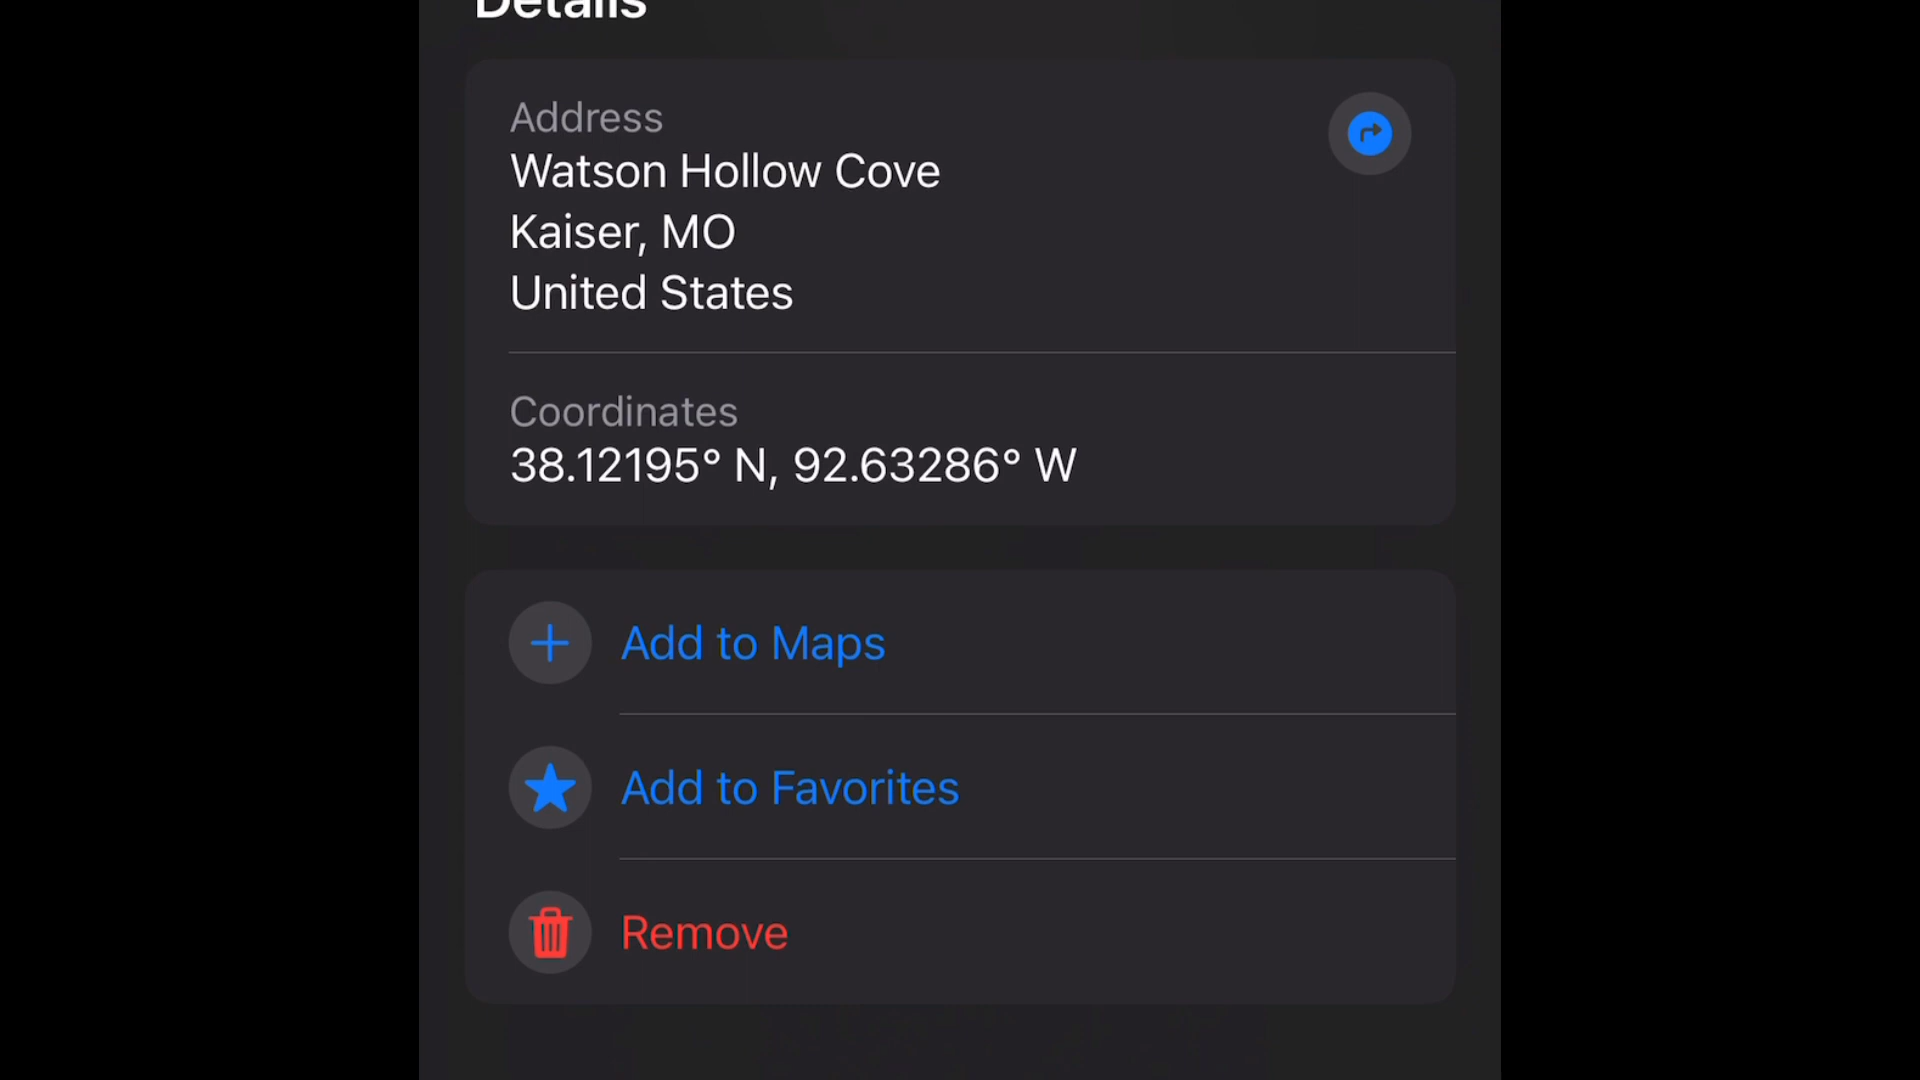 Details
Address
Watson Hollow Cove
Kaiser, MO
United States
Coordinates
38.12195° N, 92.63286° W
Add to Maps
Add to Favorites
Remove